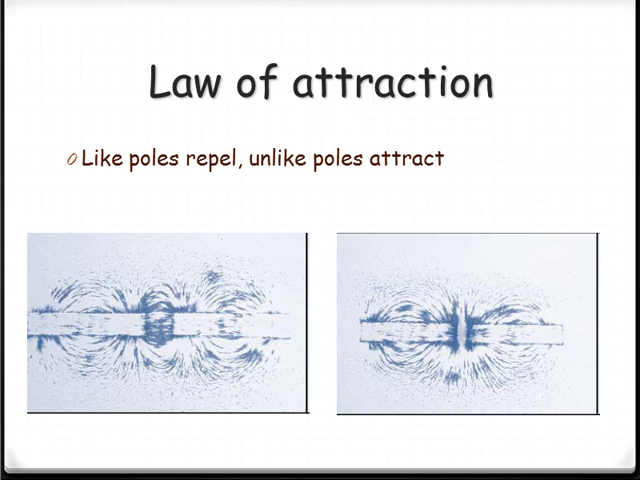 Law of attraction
Like poles repel, unlike poles attract